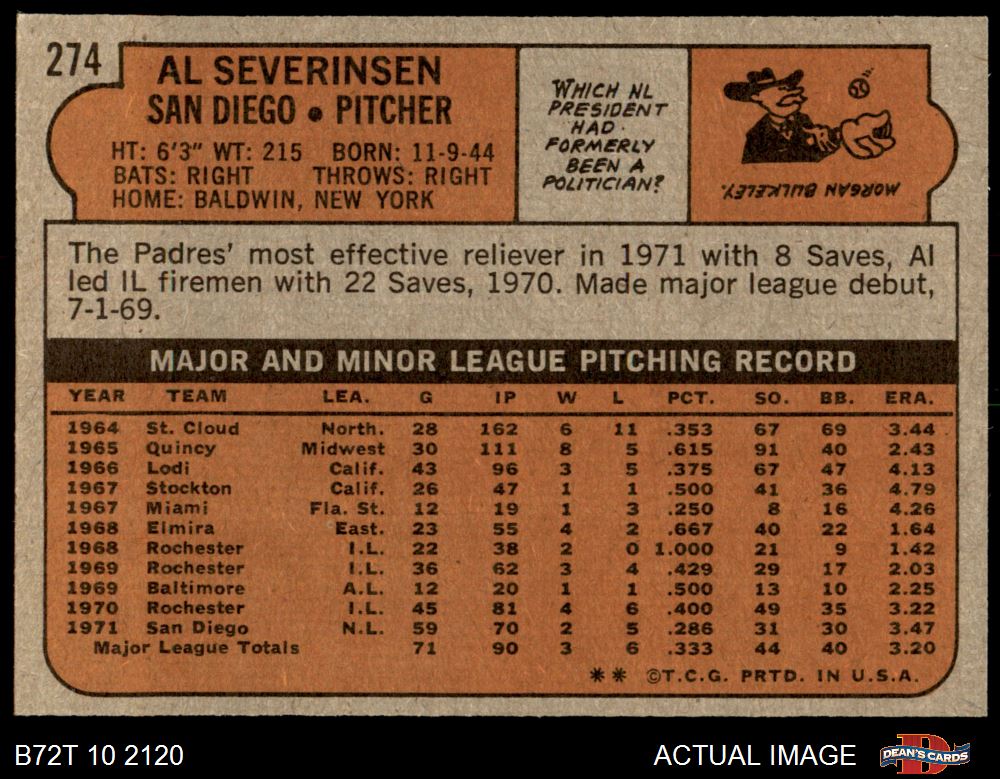 274
AL SEVERINSEN
SAN DIEGO • PITCHER
HT: 6'3" WT: 215 BORN: 11-9-44
BATS: RIGHT THROWS: RIGHT
HOME: BALDWIN, NEW YORK
WHICH NL
PRESIDENT
HAD
FORMERLY
BEEN A
POLITICIAN?
MORGAN BULKELEY.
The Padres' most effective reliever in 1971 with 8 Saves, Al
led IL firemen with 22 Saves, 1970. Made major league debut,
7-1-69.
MAJOR AND MINOR LEAGUE PITCHING RECORD
YEAR TEAM LEA. G IP W L PCT. SO. BB. ERA.
1964 St. Cloud North. 28 162 6 11 .353 67 69 3.44
1965 Quincy Midwest 30 111 8 5 .615 91 40 2.43
1966 Lodi Calif. 43 96 3 5 .375 67 47 4.13
1967 Stockton Calif. 26 47 1 1 .500 41 36 4.79
1967 Miami Fla. St. 12 19 1 3 .250 8 16 4.26
1968 Elmira East. 23 55 4 2 .667 40 22 1.64
1968 Rochester I.L. 22 38 2 0 1.000 21 9 1.42
1969 Rochester I.L. 36 62 3 4 .429 29 17 2.03
1969 Baltimore A.L. 12 20 1 1 .500 13 10 2.25
1970 Rochester I.L. 45 81 4 6 .400 49 35 3.22
1971 San Diego N.L. 59 70 2 5 .286 31 30 3.47
Major League Totals 71 90 3 6 .333 44 40 3.20
** ©T.C.G. PRTD. IN U.S.A.
B72T 10 2120
ACTUAL IMAGE
DEAN'S CARDS